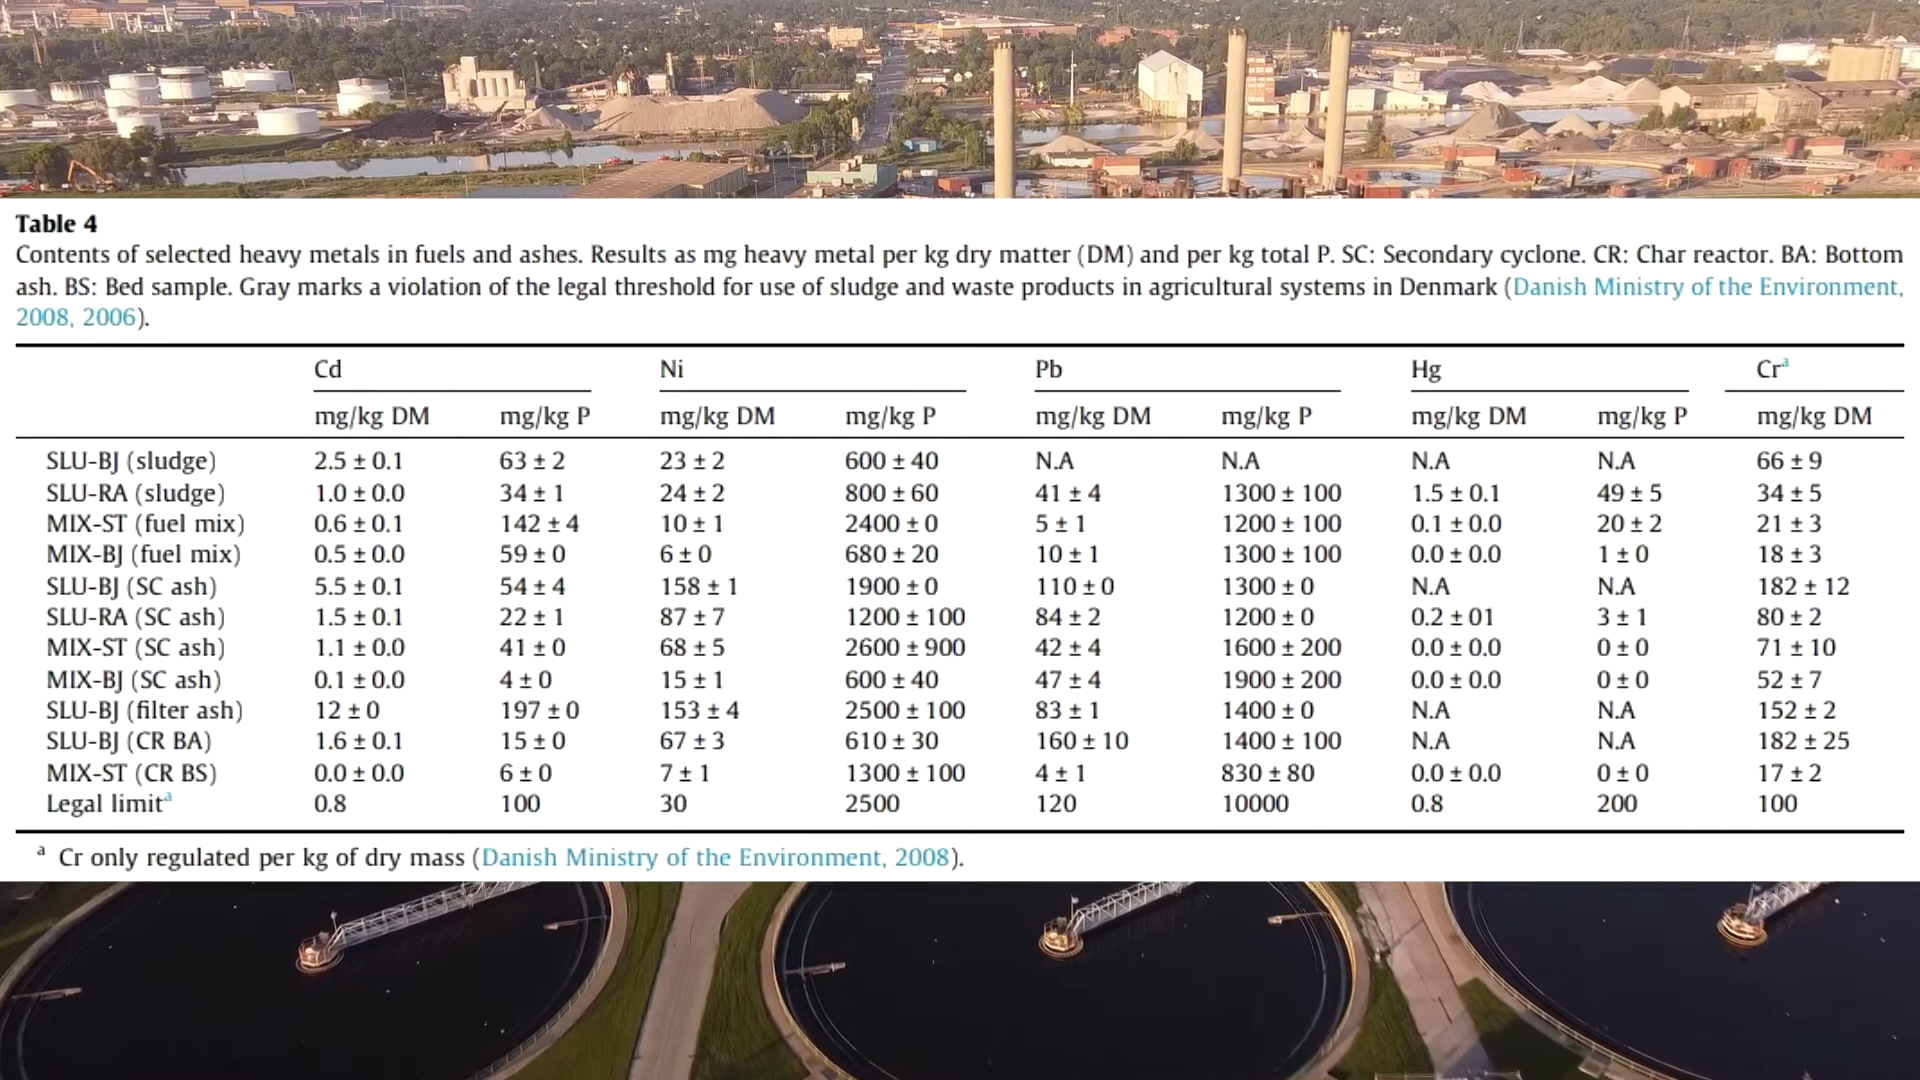 Table 4
Contents of selected heavy metals in fuels and ashes. Results as mg heavy metal per kg dry matter (DM) and per kg total P. SC: Secondary cyclone. CR: Char reactor. BA: Bottom
ash. BS: Bed sample. Gray marks a violation of the legal threshold for use of sludge and waste products in agricultural systems in Denmark (Danish Ministry of the Environment,
2008, 2006).
Cd Ni Pb Hg Crᵃ
mg/kg DM mg/kg P mg/kg DM mg/kg P mg/kg DM mg/kg P mg/kg DM mg/kg P mg/kg DM
SLU-BJ (sludge) 2.5 ± 0.1 63 ± 2 23 ± 2 600 ± 40 N.A N.A N.A N.A 66 ± 9
SLU-RA (sludge) 1.0 ± 0.0 34 ± 1 24 ± 2 800 ± 60 41 ± 4 1300 ± 100 1.5 ± 0.1 49 ± 5 34 ± 5
MIX-ST (fuel mix) 0.6 ± 0.1 142 ± 4 10 ± 1 2400 ± 0 5 ± 1 1200 ± 100 0.1 ± 0.0 20 ± 2 21 ± 3
MIX-BJ (fuel mix) 0.5 ± 0.0 59 ± 0 6 ± 0 680 ± 20 10 ± 1 1300 ± 100 0.0 ± 0.0 1 ± 0 18 ± 3
SLU-BJ (SC ash) 5.5 ± 0.1 54 ± 4 158 ± 1 1900 ± 0 110 ± 0 1300 ± 0 N.A N.A 182 ± 12
SLU-RA (SC ash) 1.5 ± 0.1 22 ± 1 87 ± 7 1200 ± 100 84 ± 2 1200 ± 0 0.2 ± 01 3 ± 1 80 ± 2
MIX-ST (SC ash) 1.1 ± 0.0 41 ± 0 68 ± 5 2600 ± 900 42 ± 4 1600 ± 200 0.0 ± 0.0 0 ± 0 71 ± 10
MIX-BJ (SC ash) 0.1 ± 0.0 4 ± 0 15 ± 1 600 ± 40 47 ± 4 1900 ± 200 0.0 ± 0.0 0 ± 0 52 ± 7
SLU-BJ (filter ash) 12 ± 0 197 ± 0 153 ± 4 2500 ± 100 83 ± 1 1400 ± 0 N.A N.A 152 ± 2
SLU-BJ (CR BA) 1.6 ± 0.1 15 ± 0 67 ± 3 610 ± 30 160 ± 10 1400 ± 100 N.A N.A 182 ± 25
MIX-ST (CR BS) 0.0 ± 0.0 6 ± 0 7 ± 1 1300 ± 100 4 ± 1 830 ± 80 0.0 ± 0.0 0 ± 0 17 ± 2
Legal limitᵃ 0.8 100 30 2500 120 10000 0.8 200 100
ᵃ Cr only regulated per kg of dry mass (Danish Ministry of the Environment, 2008).